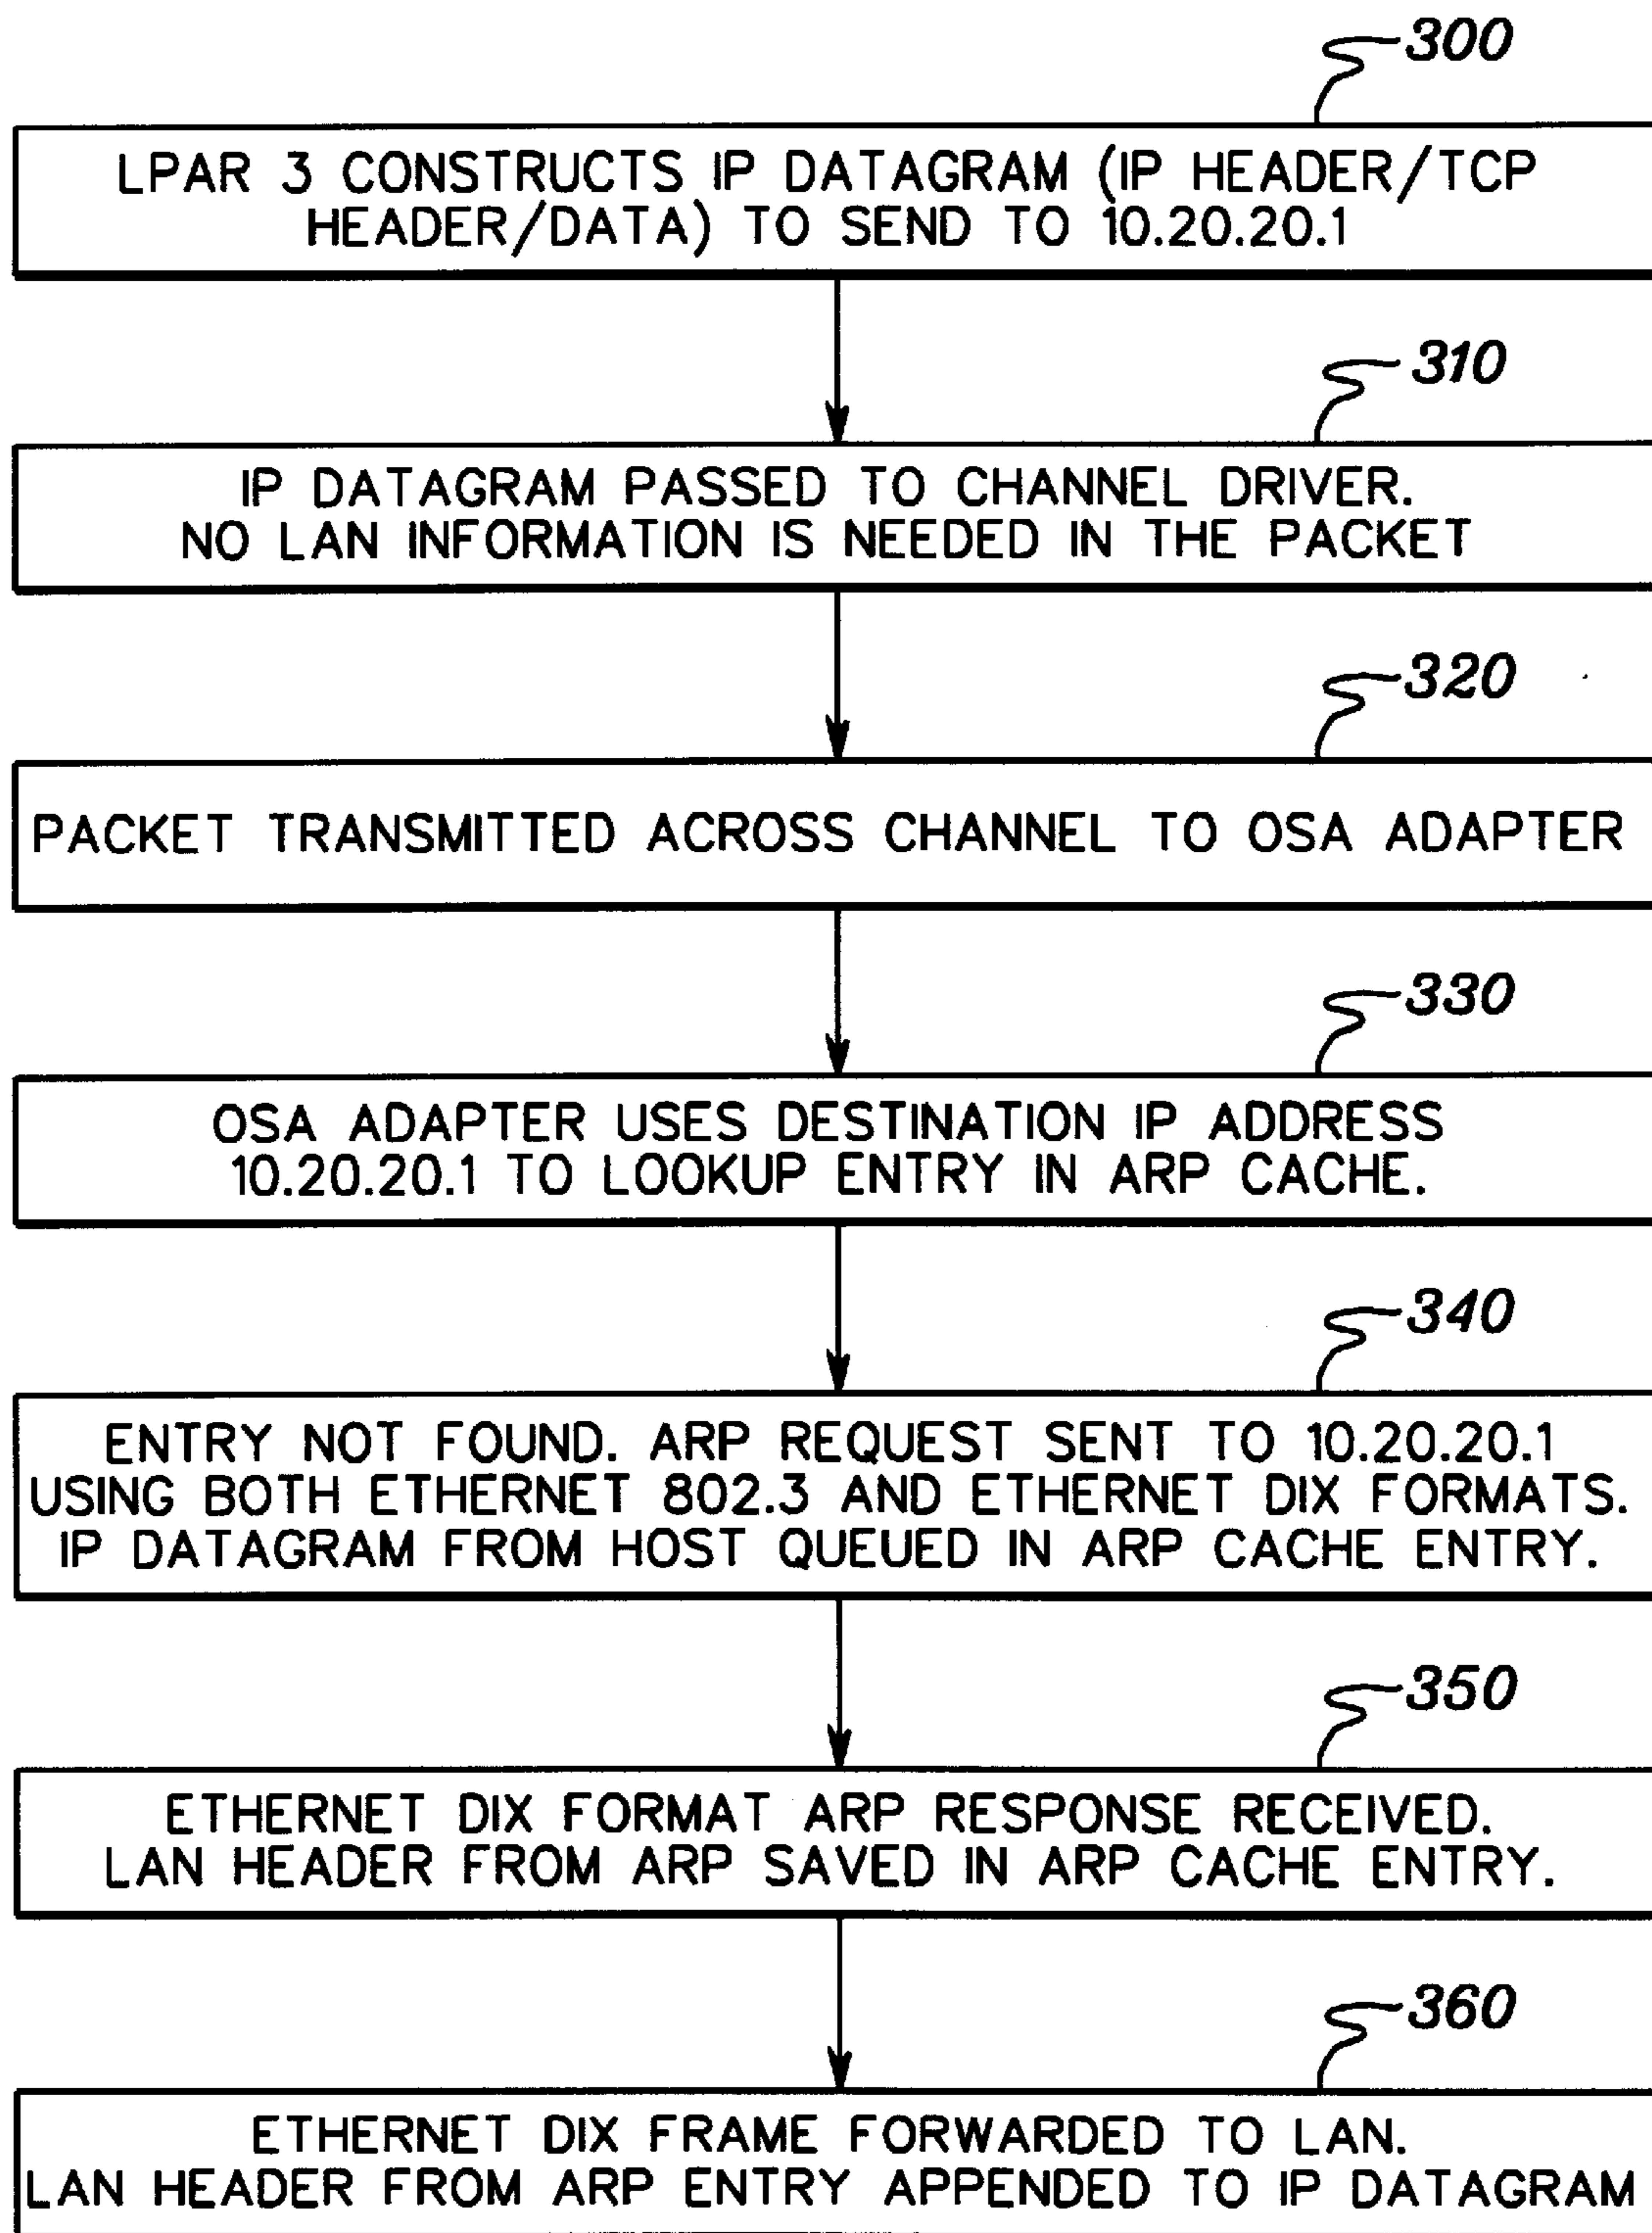 300
LPAR 3 CONSTRUCTS IP DATAGRAM (IP HEADER/TCP
HEADER/DATA) TO SEND TO 10.20.20.1
310
IP DATAGRAM PASSED TO CHANNEL DRIVER.
NO LAN INFORMATION IS NEEDED IN THE PACKET
320
PACKET TRANSMITTED ACROSS CHANNEL TO OSA ADAPTER
330
OSA ADAPTER USES DESTINATION IP ADDRESS
10.20.20.1 TO LOOKUP ENTRY IN ARP CACHE.
340
ENTRY NOT FOUND. ARP REQUEST SENT TO 10.20.20.1
USING BOTH ETHERNET 802.3 AND ETHERNET DIX FORMATS.
IP DATAGRAM FROM HOST QUEUED IN ARP CACHE ENTRY.
350
ETHERNET DIX FORMAT ARP RESPONSE RECEIVED.
LAN HEADER FROM ARP SAVED IN ARP CACHE ENTRY.
360
ETHERNET DIX FRAME FORWARDED TO LAN.
LAN HEADER FROM ARP ENTRY APPENDED TO IP DATAGRAM